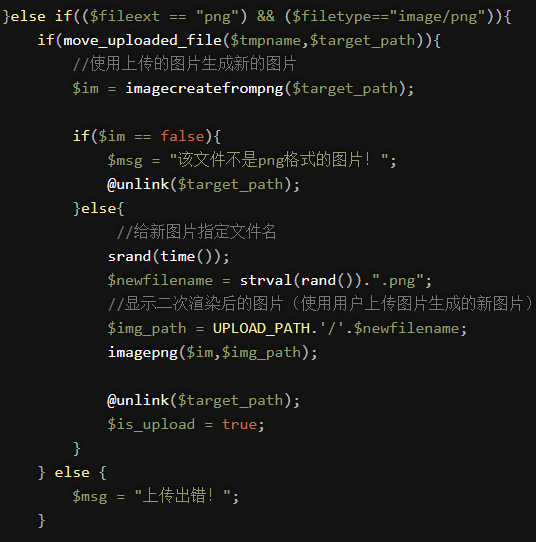 }else if(($fileext == "png") && ($filetype=="image/png")){
    if(move_uploaded_file($tmpname,$target_path)){
        //使用上传的图片生成新的图片
        $im = imagecreatefrompng($target_path);

        if($im == false){
            $msg = "该文件不是png格式的图片！";
            @unlink($target_path);
        }else{
             //给新图片指定文件名
            srand(time());
            $newfilename = strval(rand()).".png";
            //显示二次渲染后的图片（使用用户上传图片生成的新图片）
            $img_path = UPLOAD_PATH.'/'.$newfilename;
            imagepng($im,$img_path);

            @unlink($target_path);
            $is_upload = true;
        }
    } else {
        $msg = "上传出错！";
    }